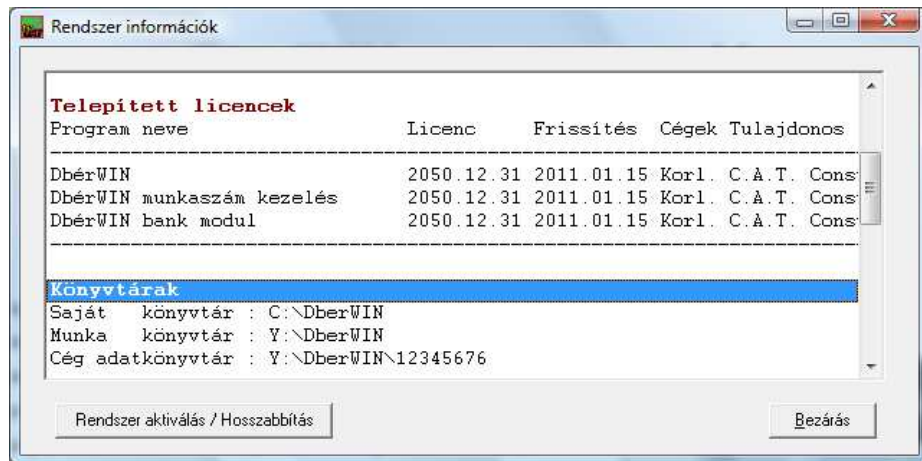 Rendszer információk
Telepített licencek
Program neve Licenc Frissítés Cégek Tulajdonos
DbérWIN 2050.12.31 2011.01.15 Korl. C.A.T. Cons
DbérWIN munkaszám kezelés 2050.12.31 2011.01.15 Korl. C.A.T. Cons
DbérWIN bank modul 2050.12.31 2011.01.15 Korl. C.A.T. Cons
Könyvtárak
Saját könyvtár : C:\DberWIN
Munka könyvtár : Y:\DberWIN
Cég adatkönyvtár : Y:\DberWIN\12345676
Rendszer aktiválás / Hosszabbítás Bezárás